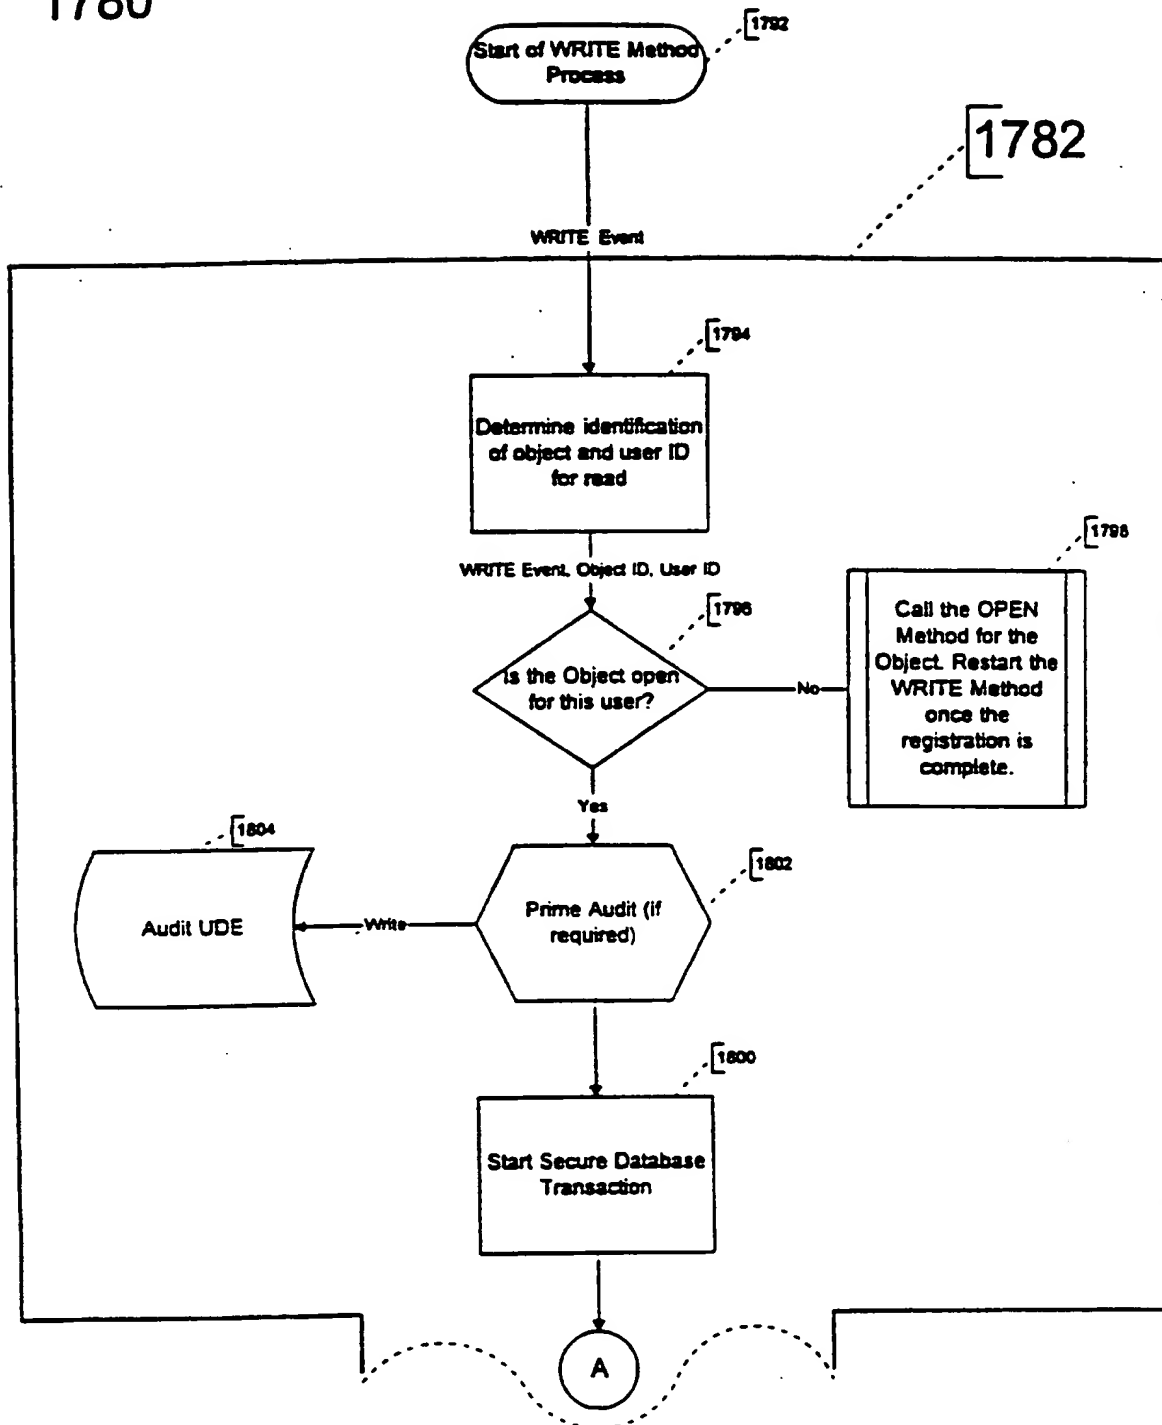 1780
Start of WRITE Method
Process
1792
1782
WRITE Event
1794
Determine identification
of object and user ID
for read
WRITE Event, Object ID, User ID
1796
Is the Object open
for this user?
No
1798
Call the OPEN
Method for the
Object. Restart the
WRITE Method
once the
registration is
complete.
Yes
1804
Audit UDE
Write
1802
Prime Audit (if
required)
1800
Start Secure Database
Transaction
A